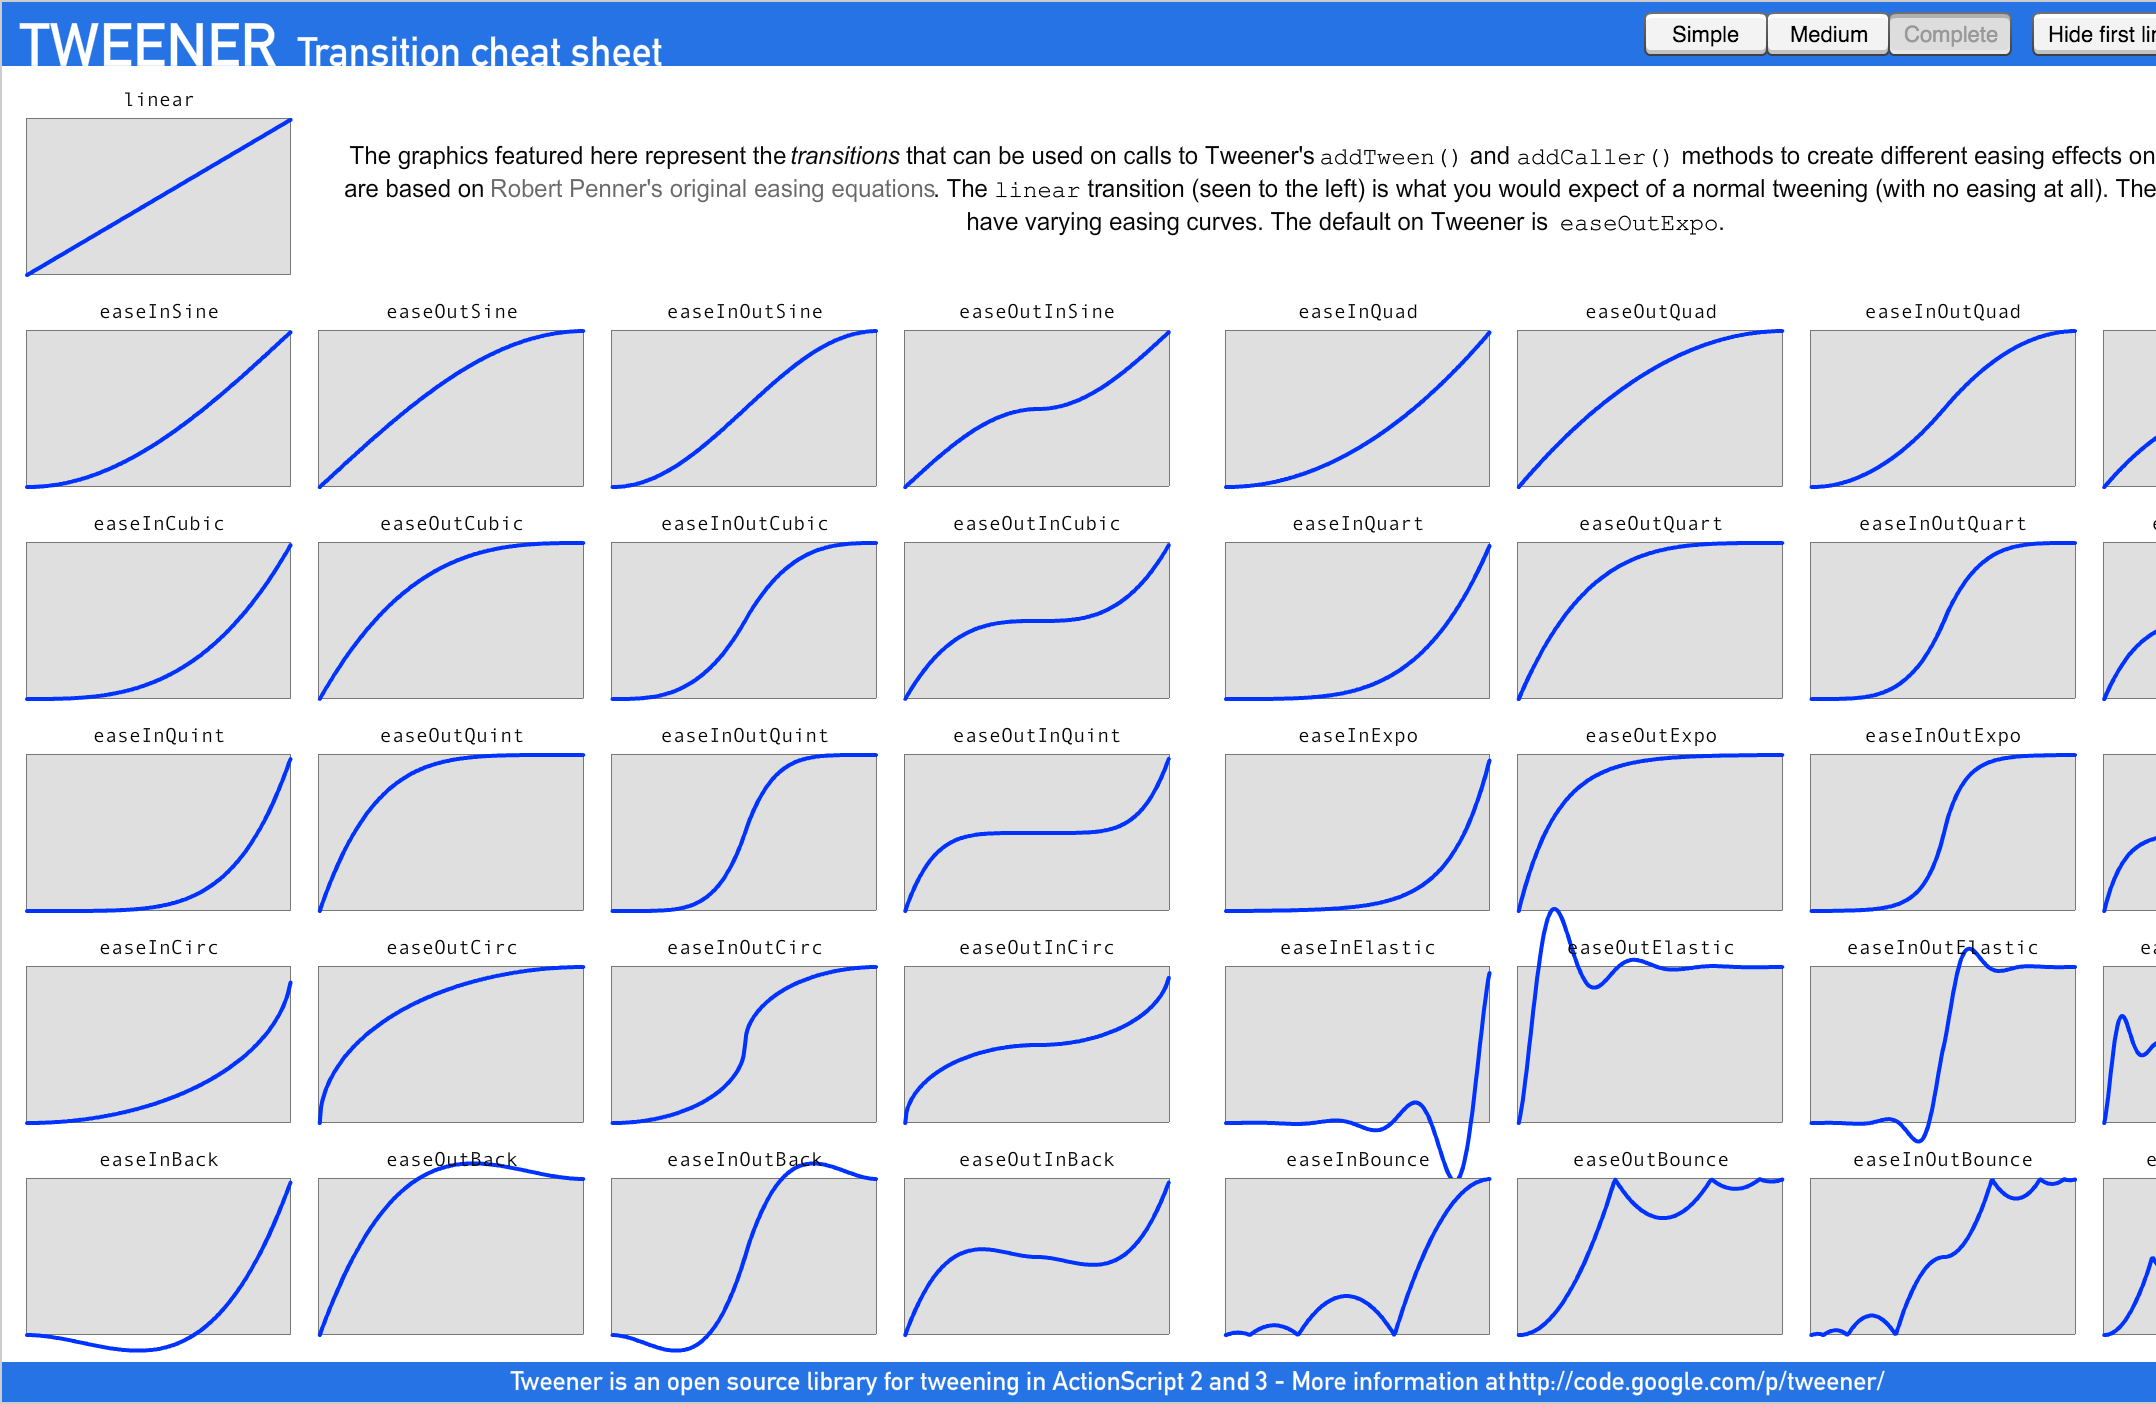 TWEENER Transition cheat sheet
Simple Medium Complete Hide first
linear
The graphics featured here represent the transitions that can be used on calls to Tweener's addTween() and addCaller() methods to create different easing effects on
are based on Robert Penner's original easing equations. The linear transition (seen to the left) is what you would expect of a normal tweening (with no easing at all). The
have varying easing curves. The default on Tweener is easeOutExpo.
easeInSine easeOutSine easeInOutSine easeOutInSine easeInQuad easeOutQuad easeInOutQuad
easeInCubic easeOutCubic easeInOutCubic easeOutInCubic easeInQuart easeOutQuart easeInOutQuart
easeInQuint easeOutQuint easeInOutQuint easeOutInQuint easeInExpo easeOutExpo easeInOutExpo
easeInCirc easeOutCirc easeInOutCirc easeOutInCirc easeInElastic easeOutElastic easeInOutElastic
easeInBack easeOutBack easeInOutBack easeOutInBack easeInBounce easeOutBounce easeInOutBounce
Tweener is an open source library for tweening in ActionScript 2 and 3 - More information at http://code.google.com/p/tweener/